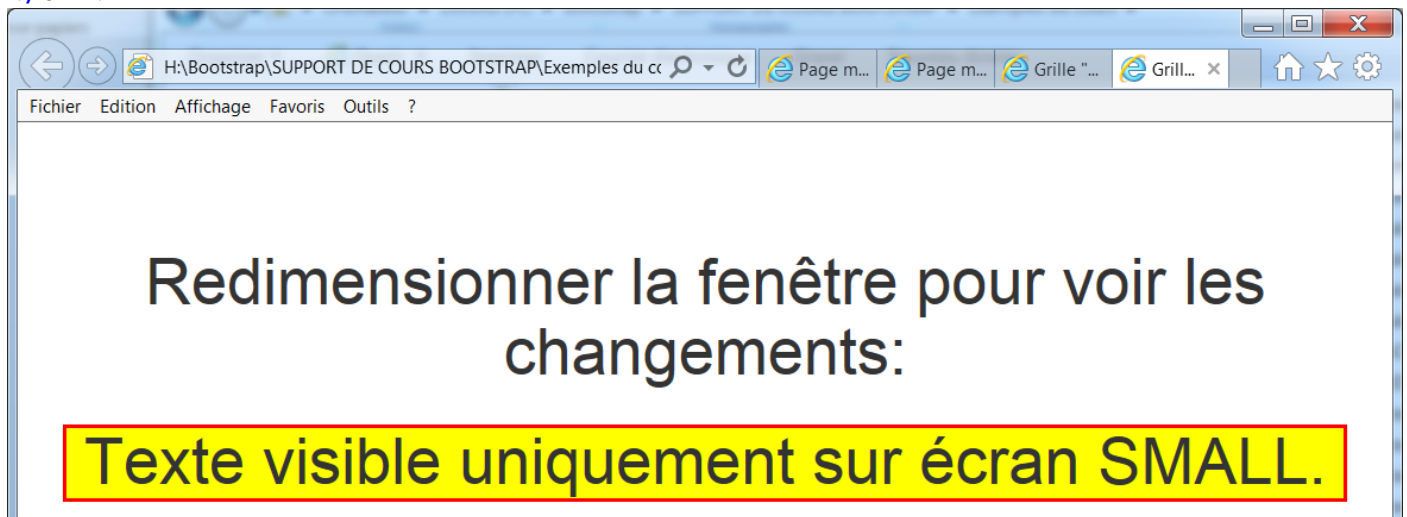 H:\Bootstrap\SUPPORT DE COURS BOOTSTRAP\Exemples du cc
Page m... Page m... Grille "... Grill...
Fichier Edition Affichage Favoris Outils ?
Redimensionner la fenêtre pour voir les
changements:
Texte visible uniquement sur écran SMALL.